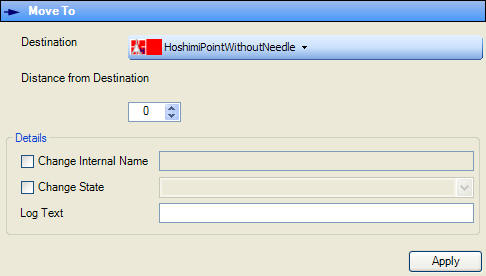 Move To
Destination
HoshimiPointWithoutNeedle
Distance from Destination
0
Details
Change Internal Name
Change State
Log Text
Apply